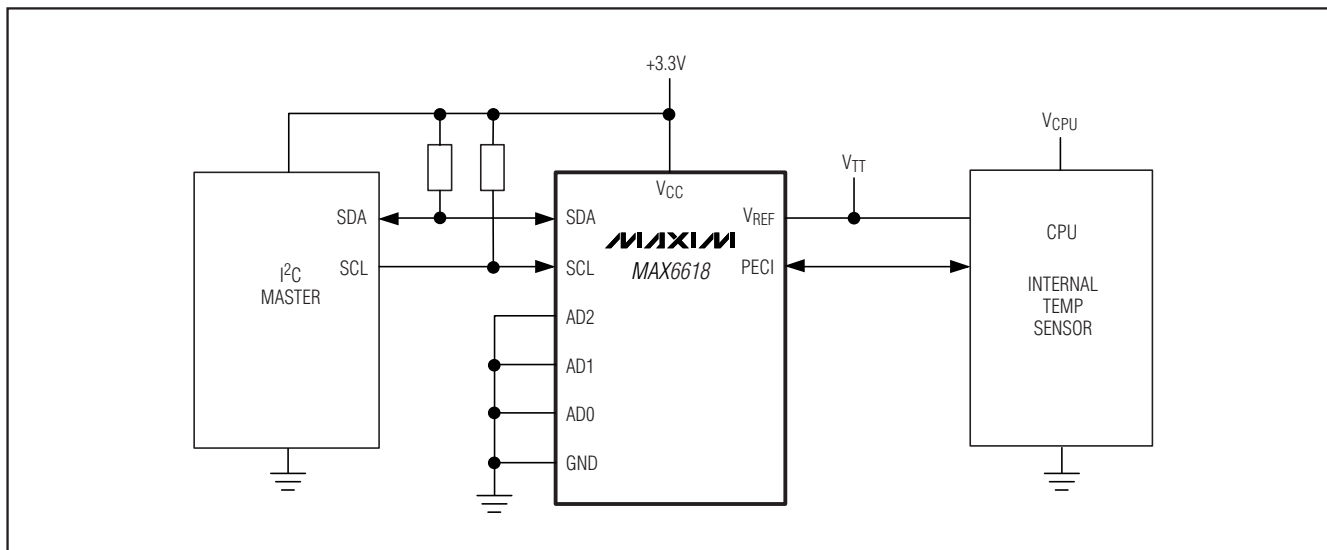 +3.3V
VCPU
VTT
VCC
SDA
SDA
VREF
MAXIM
CPU
SCL
SCL
MAX6618
PECI
I2C
MASTER
INTERNAL
TEMP
SENSOR
AD2
AD1
AD0
GND